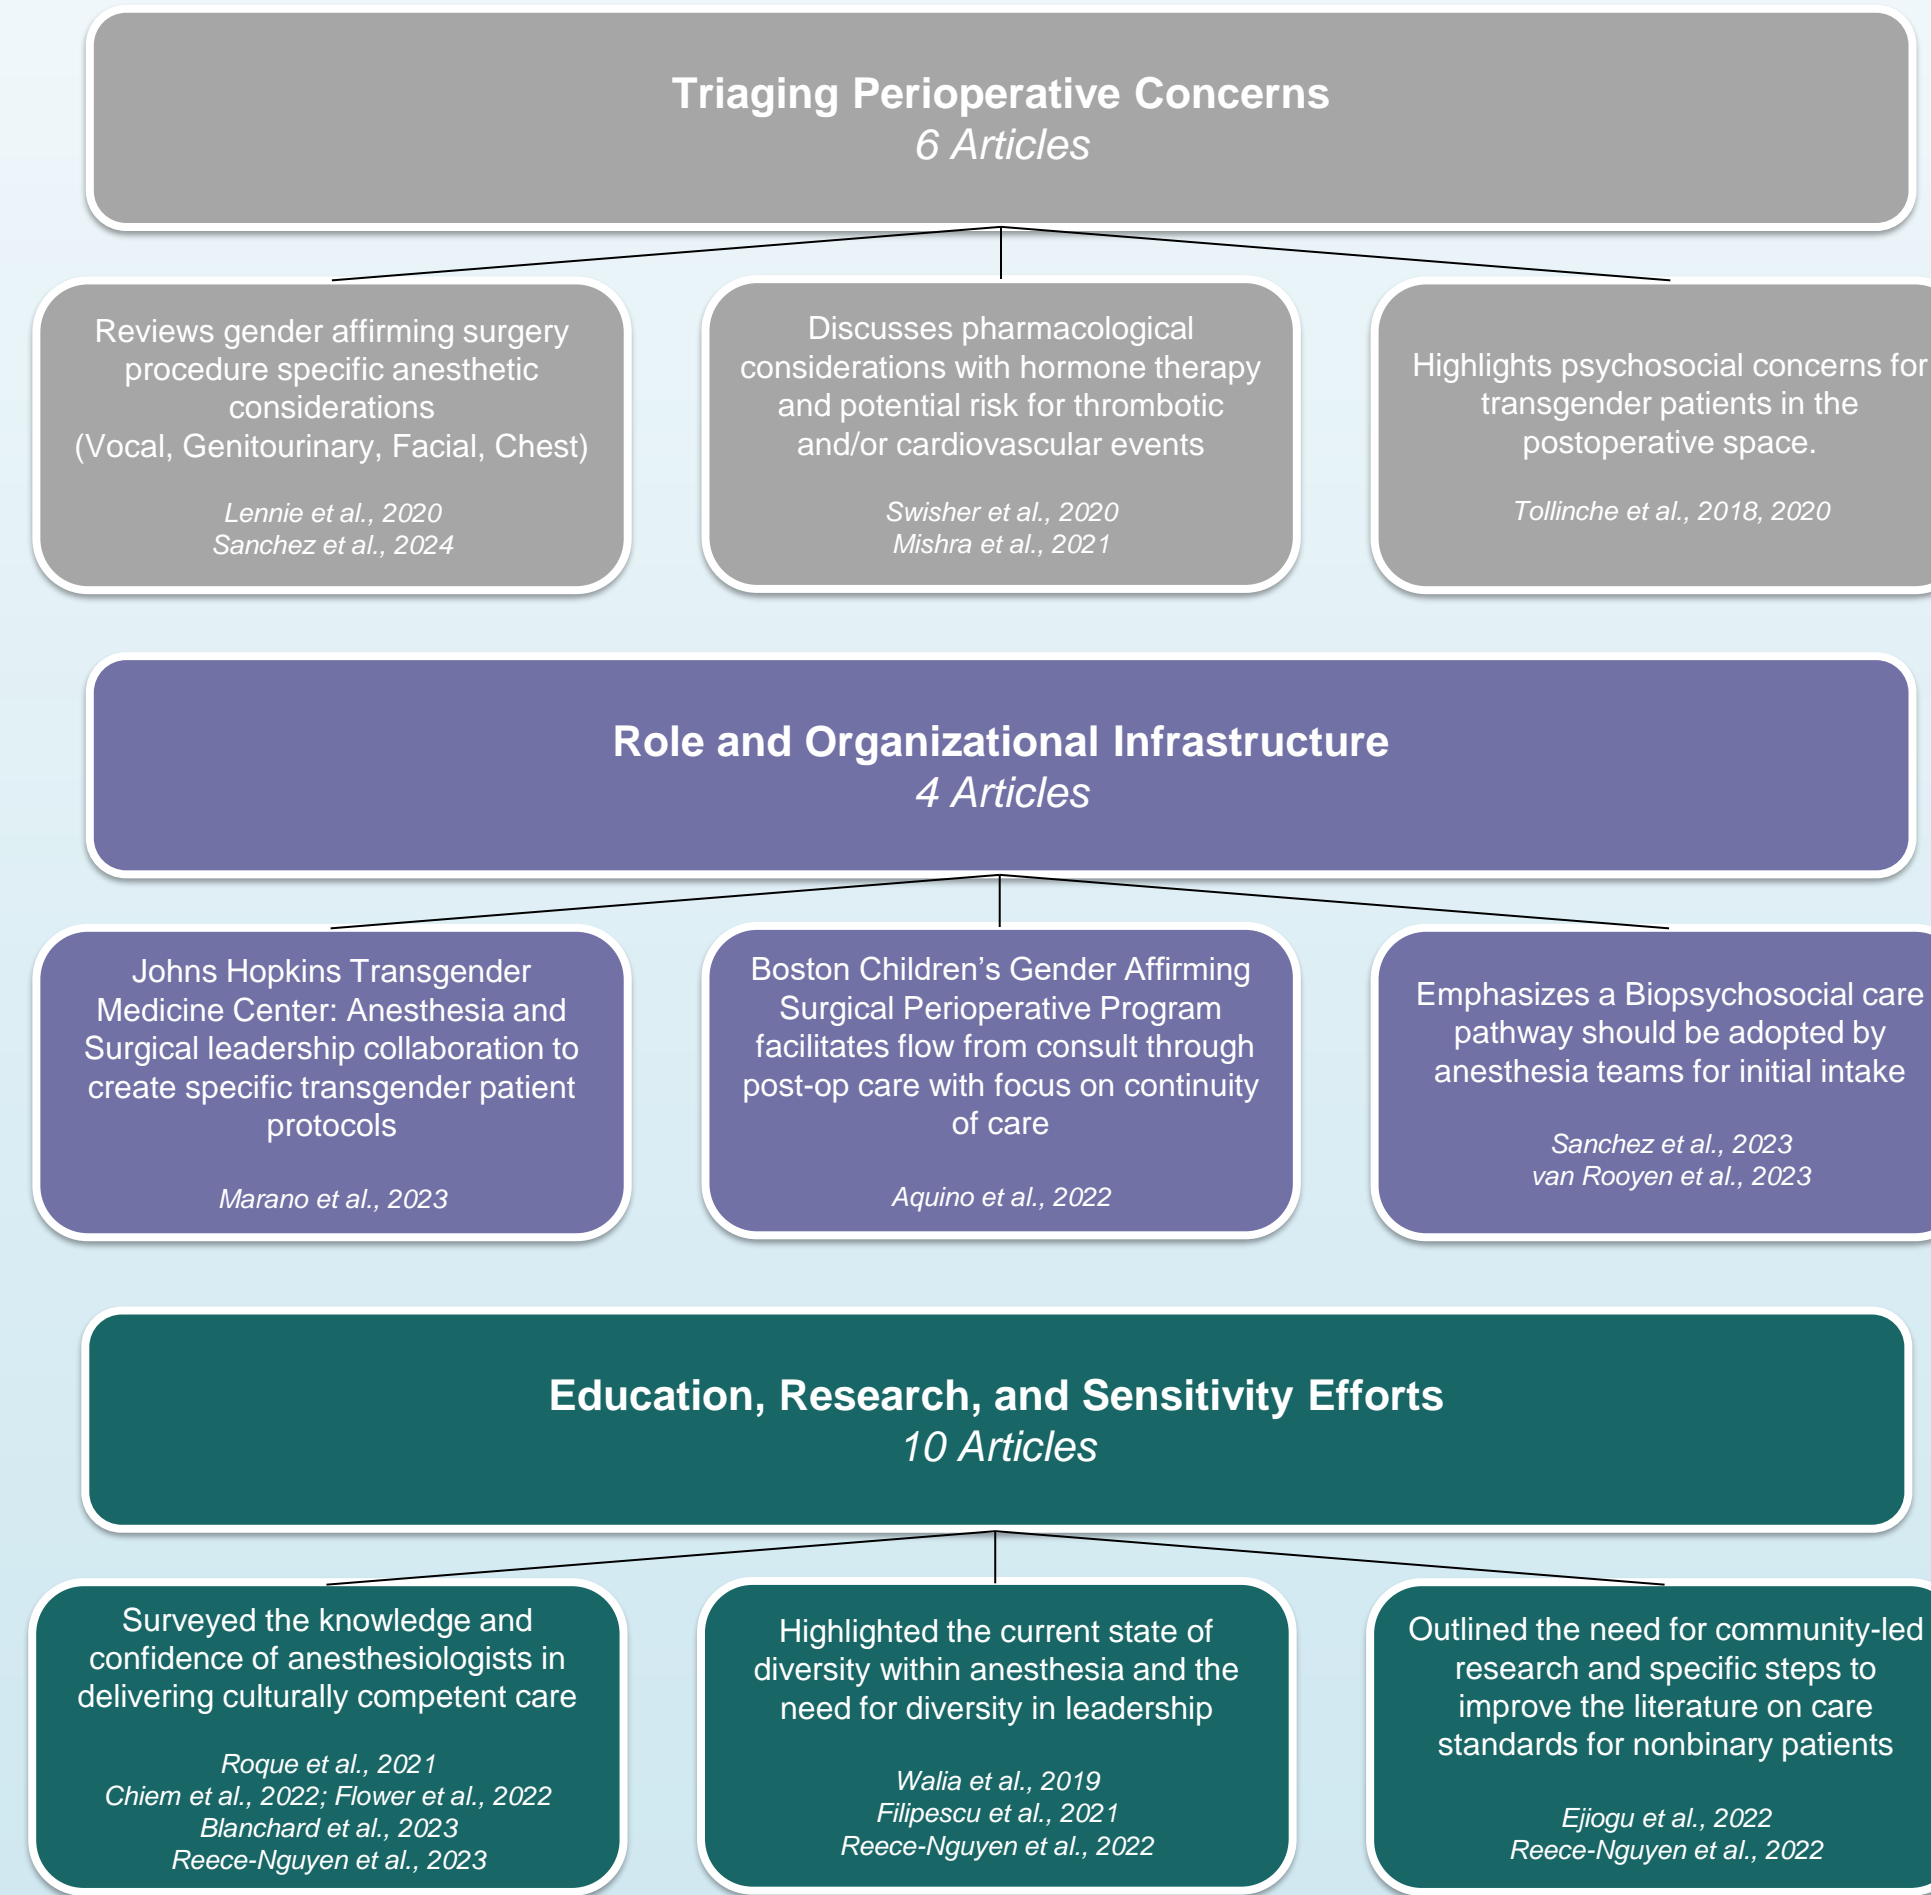 Triaging Perioperative Concerns
6 Articles
Reviews gender affirming surgery
procedure specific anesthetic
considerations
(Vocal, Genitourinary, Facial, Chest)
Lennie et al., 2020
Sanchez et al., 2024
Discusses pharmacological
considerations with hormone therapy
and potential risk for thrombotic
and/or cardiovascular events
Swisher et al., 2020
Mishra et al., 2021
Highlights psychosocial concerns for
transgender patients in the
postoperative space.
Tollinche et al., 2018, 2020
Role and Organizational Infrastructure
4 Articles
Johns Hopkins Transgender
Medicine Center: Anesthesia and
Surgical leadership collaboration to
create specific transgender patient
protocols
Marano et al., 2023
Boston Children’s Gender Affirming
Surgical Perioperative Program
facilitates flow from consult through
post-op care with focus on continuity
of care
Aquino et al., 2022
Emphasizes a Biopsychosocial care
pathway should be adopted by
anesthesia teams for initial intake
Sanchez et al., 2023
van Rooyen et al., 2023
Education, Research, and Sensitivity Efforts
10 Articles
Surveyed the knowledge and
confidence of anesthesiologists in
delivering culturally competent care
Roque et al., 2021
Chiem et al., 2022; Flower et al., 2022
Blanchard et al., 2023
Reece-Nguyen et al., 2023
Highlighted the current state of
diversity within anesthesia and the
need for diversity in leadership
Walia et al., 2019
Filipescu et al., 2021
Reece-Nguyen et al., 2022
Outlined the need for community-led
research and specific steps to
improve the literature on care
standards for nonbinary patients
Ejiogu et al., 2022
Reece-Nguyen et al., 2022